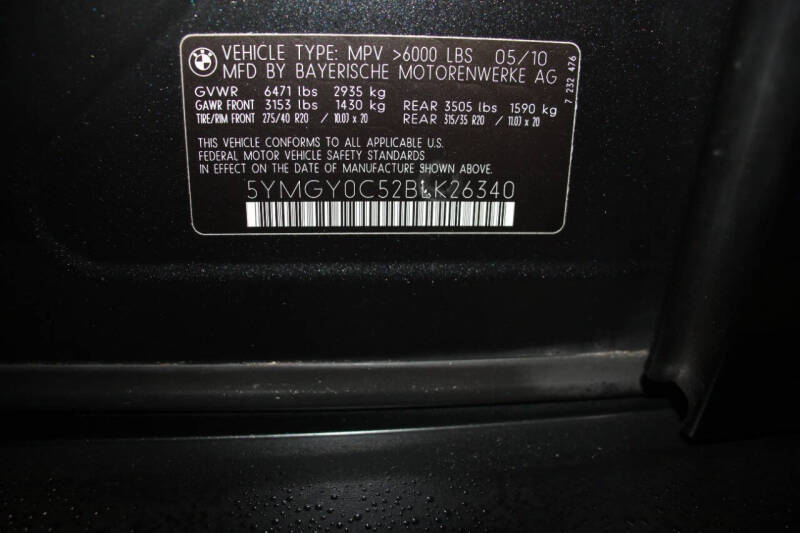 VEHICLE TYPE: MPV >6000 LBS 05/10
MFD BY BAYERISCHE MOTORENWERKE AG
GVWR 6471 lbs 2935 kg
GAWR FRONT 3153 lbs 1430 kg REAR 3505 lbs 1590 kg
TIRE/RIM FRONT 275/40 R20 / 10.0J x 20 REAR 315/35 R20 / 11.0J x 20
THIS VEHICLE CONFORMS TO ALL APPLICABLE U.S.
FEDERAL MOTOR VEHICLE SAFETY STANDARDS
IN EFFECT ON THE DATE OF MANUFACTURE SHOWN ABOVE.
5YMGY0C52BLK26340
7 232 476